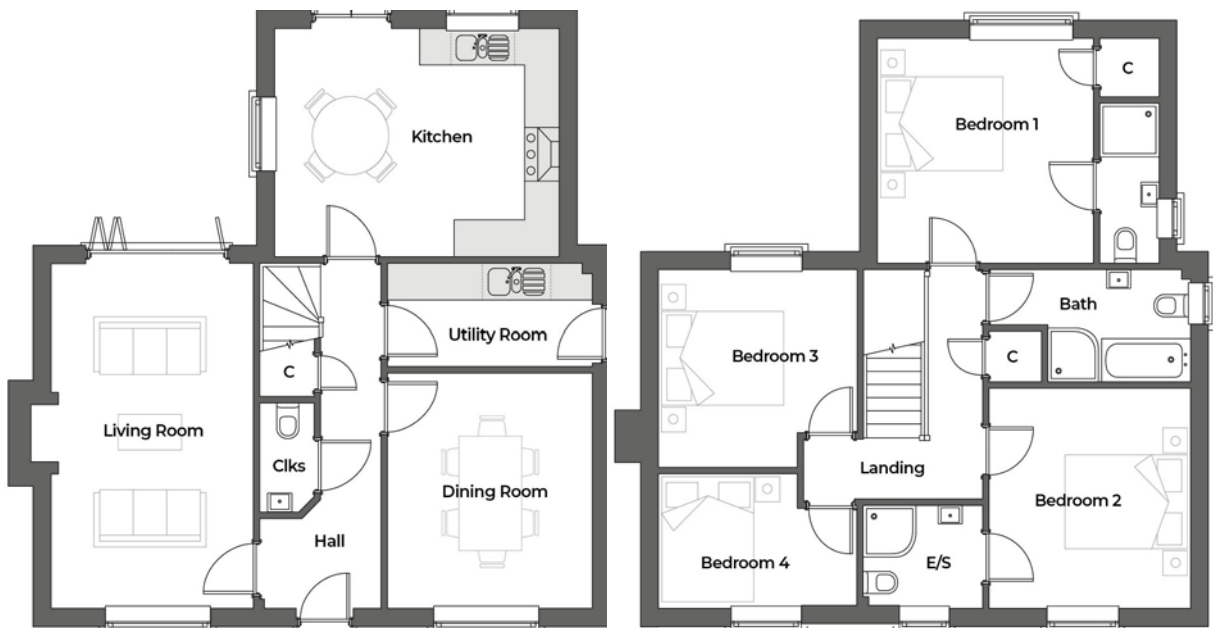 Kitchen
Utility Room
C
Living Room
Clks
Dining Room
Hall
C
Bedroom 1
Bath
Bedroom 3
C
Landing
Bedroom 2
Bedroom 4
E/S